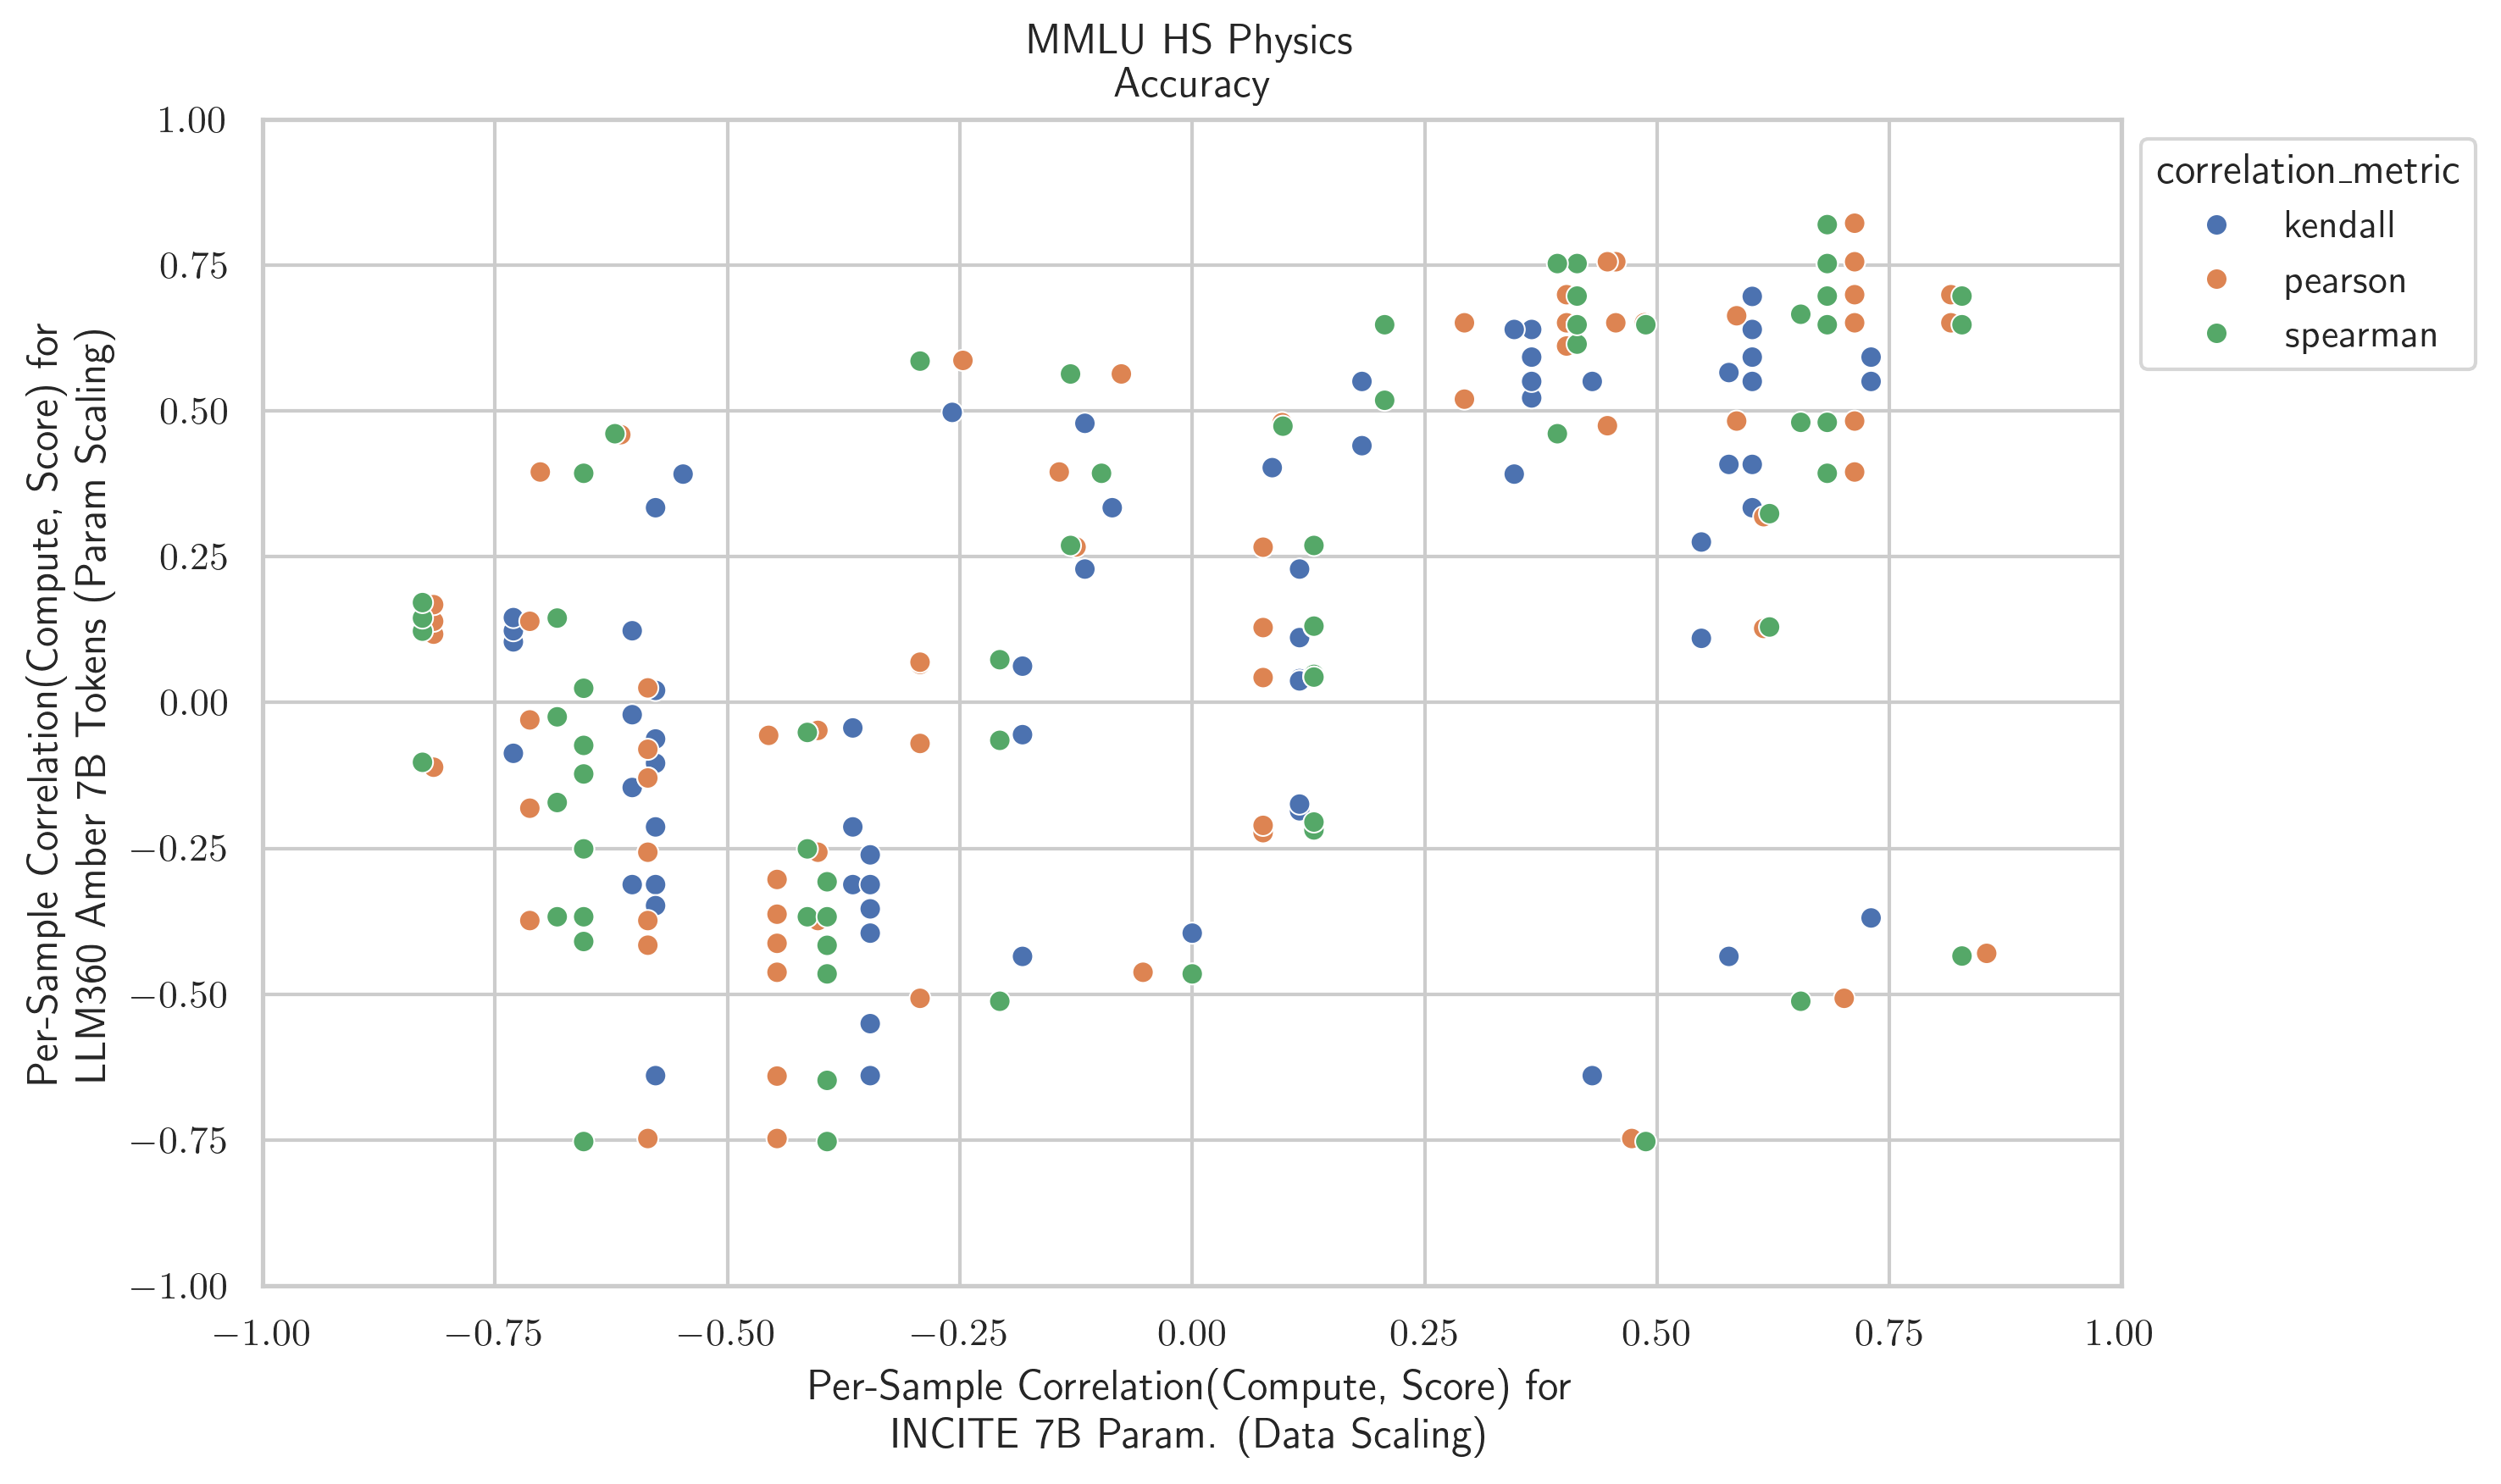 MMLU HS Physics
Accuracy
1.00
0.75
0.50
0.25
0.00
−0.25
−0.50
−0.75
−1.00
Per-Sample Correlation(Compute, Score) for
LLM360 Amber 7B Tokens (Param Scaling)
−1.00
−0.75
−0.50
−0.25
0.00
0.25
0.50
0.75
1.00
Per-Sample Correlation(Compute, Score) for
INCITE 7B Param. (Data Scaling)
correlation_metric
kendall
pearson
spearman